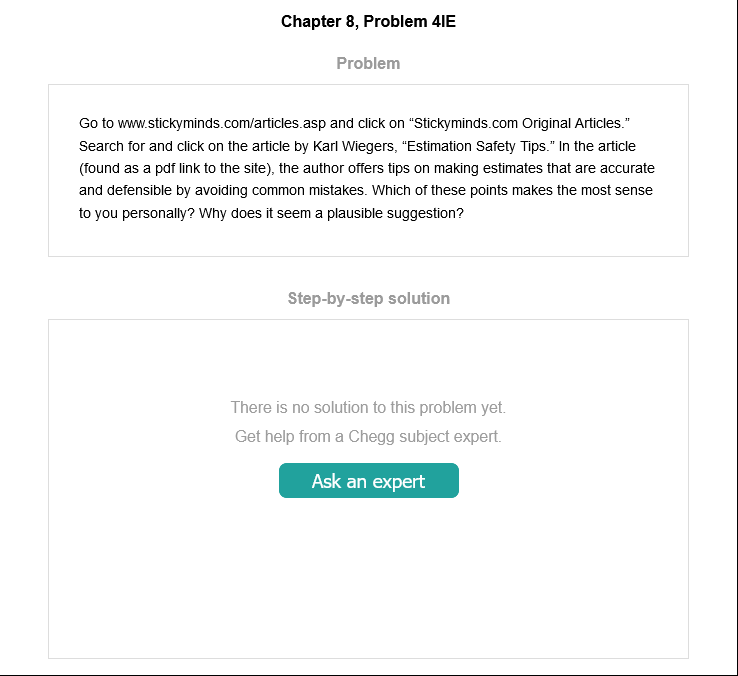 Chapter 8, Problem 4IE
Problem
Go to www.stickyminds.com/articles.asp and click on “Stickyminds.com Original Articles.”
Search for and click on the article by Karl Wiegers, “Estimation Safety Tips.” In the article
(found as a pdf link to the site), the author offers tips on making estimates that are accurate
and defensible by avoiding common mistakes. Which of these points makes the most sense
to you personally? Why does it seem a plausible suggestion?
Step-by-step solution
There is no solution to this problem yet.
Get help from a Chegg subject expert.
Ask an expert